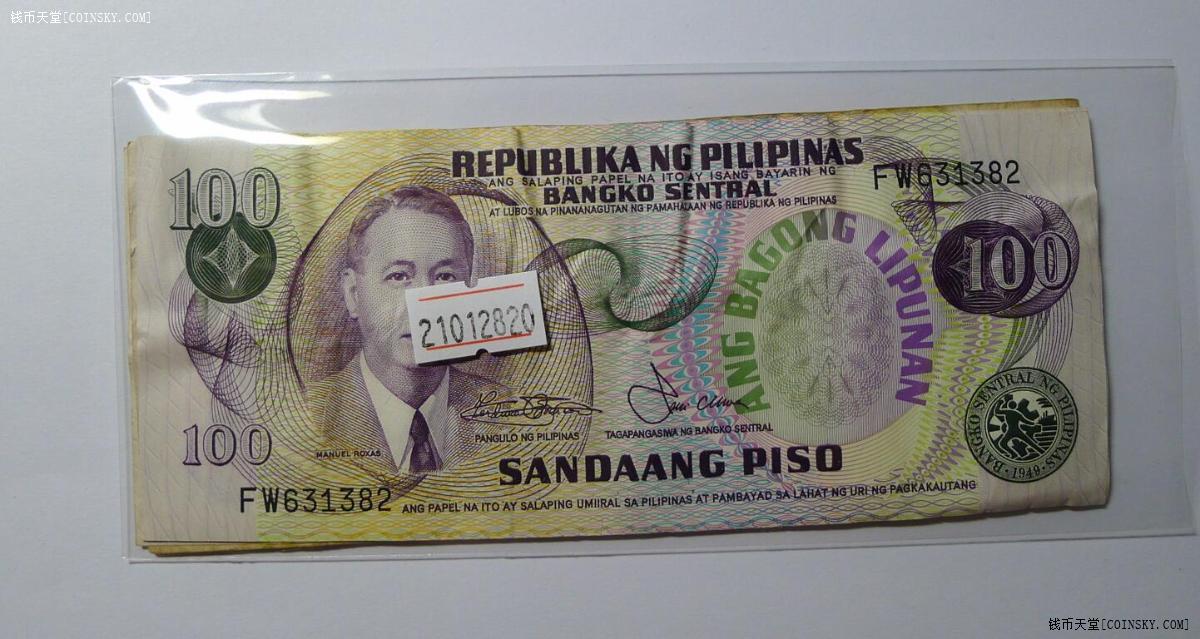 钱币天堂[COINSKY.COM]
REPUBLIKA NG PILIPINAS
ANG SALAPING PAPEL NA ITO AY ISANG BAYARIN NG
BANGKO SENTRAL
AT LUBOS NA PINANANAGUTAN NG PAMAHALAAN NG REPUBLIKA NG PILIPINAS
FW631382
100
100
ANG BAGONG LIPUNAN
21012820
PANGULO NG PILIPINAS
TAGAPANGASIWA NG BANGKO SENTRAL
BANGKO SENTRAL NG PILIPINAS
·1949·
100
MANUEL ROXAS
SANDAANG PISO
FW631382
ANG PAPEL NA ITO AY SALAPING UMIIRAL SA PILIPINAS AT PAMBAYAD SA LAHAT NG URI NG PAGKAKAUTANG
钱币天堂[COINSKY.COM]